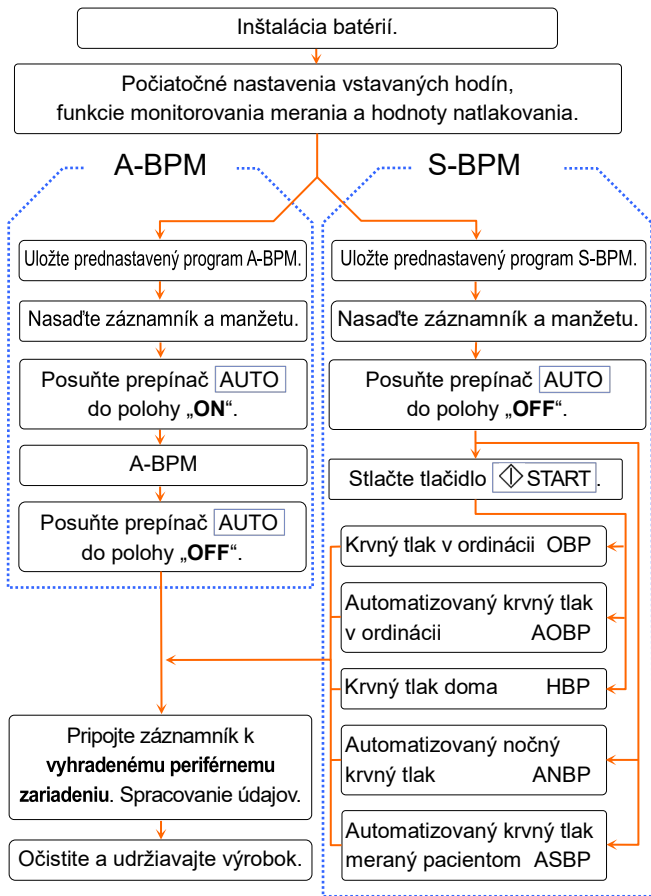 Inštalácia batérií.
Počiatočné nastavenia vstavaných hodín,
funkcie monitorovania merania a hodnoty natlakovania.
A-BPM
Uložte prednastavený program A-BPM.
Nasaďte záznamník a manžetu.
Posuňte prepínač AUTO
do polohy „ON“.
A-BPM
Posuňte prepínač AUTO
do polohy „OFF“.
S-BPM
Uložte prednastavený program S-BPM.
Nasaďte záznamník a manžetu.
Posuňte prepínač AUTO
do polohy „OFF“.
Stlačte tlačidlo START.
Krvný tlak v ordinácii OBP
Automatizovaný krvný tlak
v ordinácii AOBP
Krvný tlak doma HBP
Automatizovaný nočný
krvný tlak ANBP
Automatizovaný krvný tlak
meraný pacientom ASBP
Pripojte záznamník k
vyhradenému periférnemu
zariadeniu. Spracovanie údajov.
Očistite a udržiavajte výrobok.